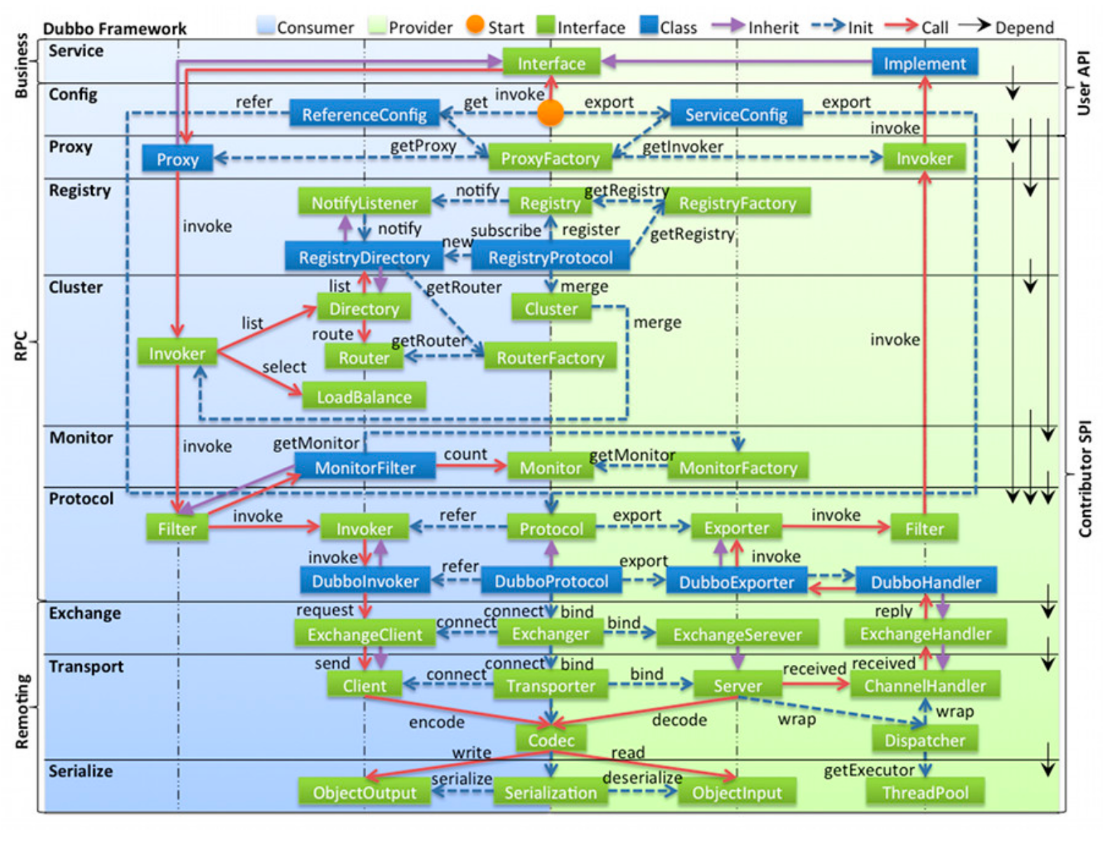 Dubbo Framework
Consumer
Provider
Start
Interface
Class
Inherit
Init
Call
Depend
Business
RPC
Remoting
User API
Contributor SPI
Service
Interface
Implement
Config
refer
ReferenceConfig
get
invoke
export
ServiceConfig
export
invoke
Proxy
Proxy
getProxy
ProxyFactory
getInvoker
Invoker
Registry
NotifyListener
notify
Registry
getRegistry
RegistryFactory
invoke
notify
subscribe
register
getRegistry
RegistryDirectory
new
RegistryProtocol
Cluster
list
getRouter
merge
Directory
Cluster
list
route
getRouter
merge
invoke
Invoker
Router
RouterFactory
select
LoadBalance
Monitor
invoke
getMonitor
MonitorFilter
count
Monitor
getMonitor
MonitorFactory
Protocol
Filter
invoke
Invoker
refer
Protocol
export
Exporter
invoke
Filter
invoke
export
invoke
DubboInvoker
refer
DubboProtocol
DubboExporter
DubboHandler
Exchange
request
connect
bind
reply
ExchangeClient
connect
Exchanger
bind
ExchangeSerever
ExchangeHandler
Transport
send
connect
bind
received
received
Client
connect
Transporter
bind
Server
ChannelHandler
encode
decode
wrap
wrap
Codec
Dispatcher
write
read
Serialize
serialize
deserialize
getExecutor
ObjectOutput
Serialization
ObjectInput
ThreadPool